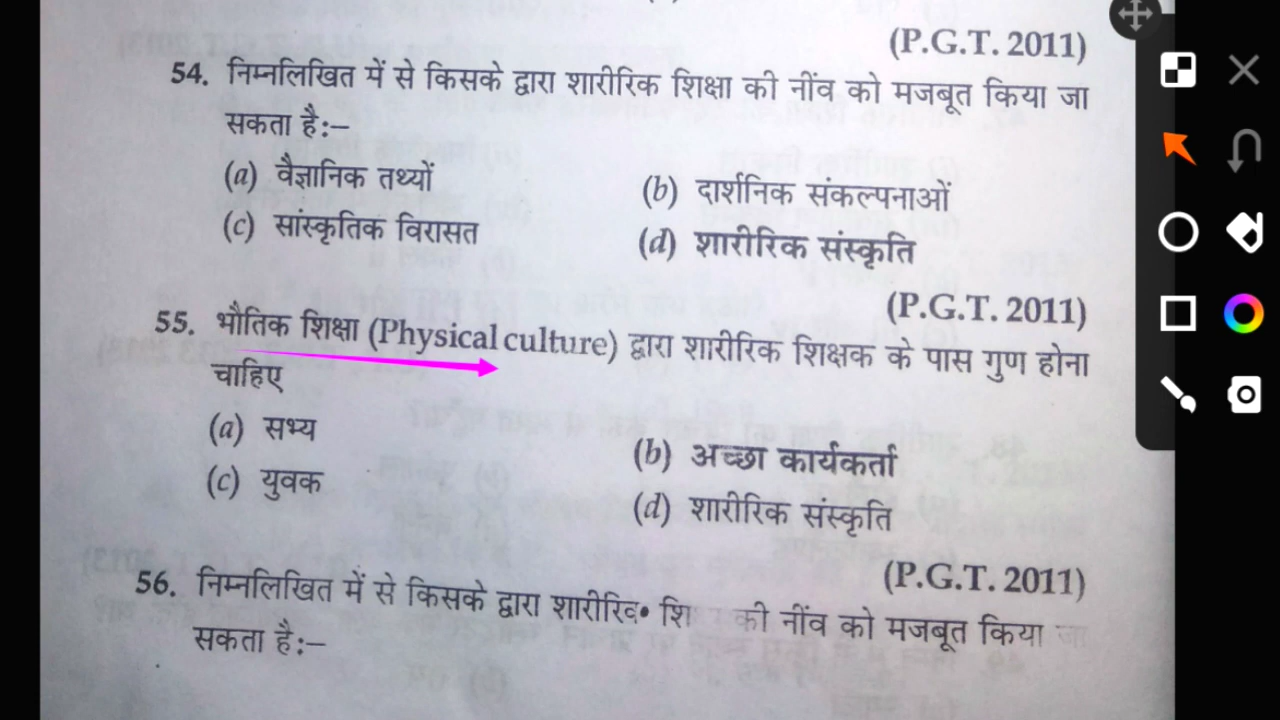 (P.G.T. 2011)
54. निम्नलिखित में से किसके द्वारा शारीरिक शिक्षा की नींव को मजबूत किया जा
सकता है:–
(a) वैज्ञानिक तथ्यों (b) दार्शनिक संकल्पनाओं
(c) सांस्कृतिक विरासत (d) शारीरिक संस्कृति
(P.G.T. 2011)
55. भौतिक शिक्षा (Physical culture) द्वारा शारीरिक शिक्षक के पास गुण होना
चाहिए
(a) सभ्य (b) अच्छा कार्यकर्ता
(c) युवक (d) शारीरिक संस्कृति
(P.G.T. 2011)
56. निम्नलिखित में से किसके द्वारा की नींव को मजबूत किया जा
सकता है:–